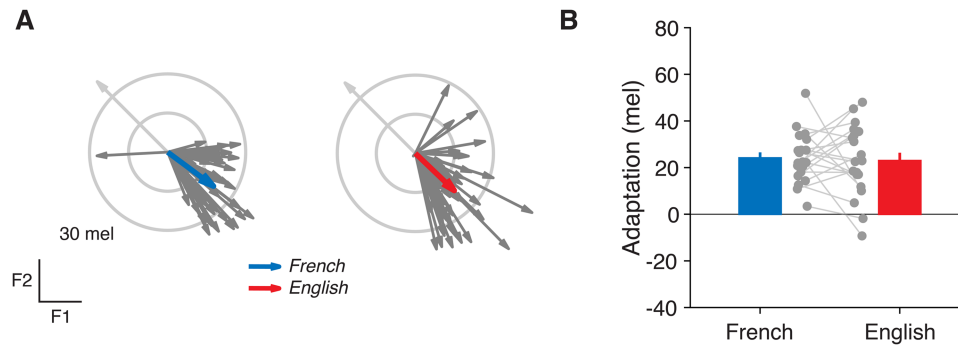 A
30 mel
F2
F1
French
English
B
Adaptation (mel)
80
60
40
20
0
-20
-40
French
English